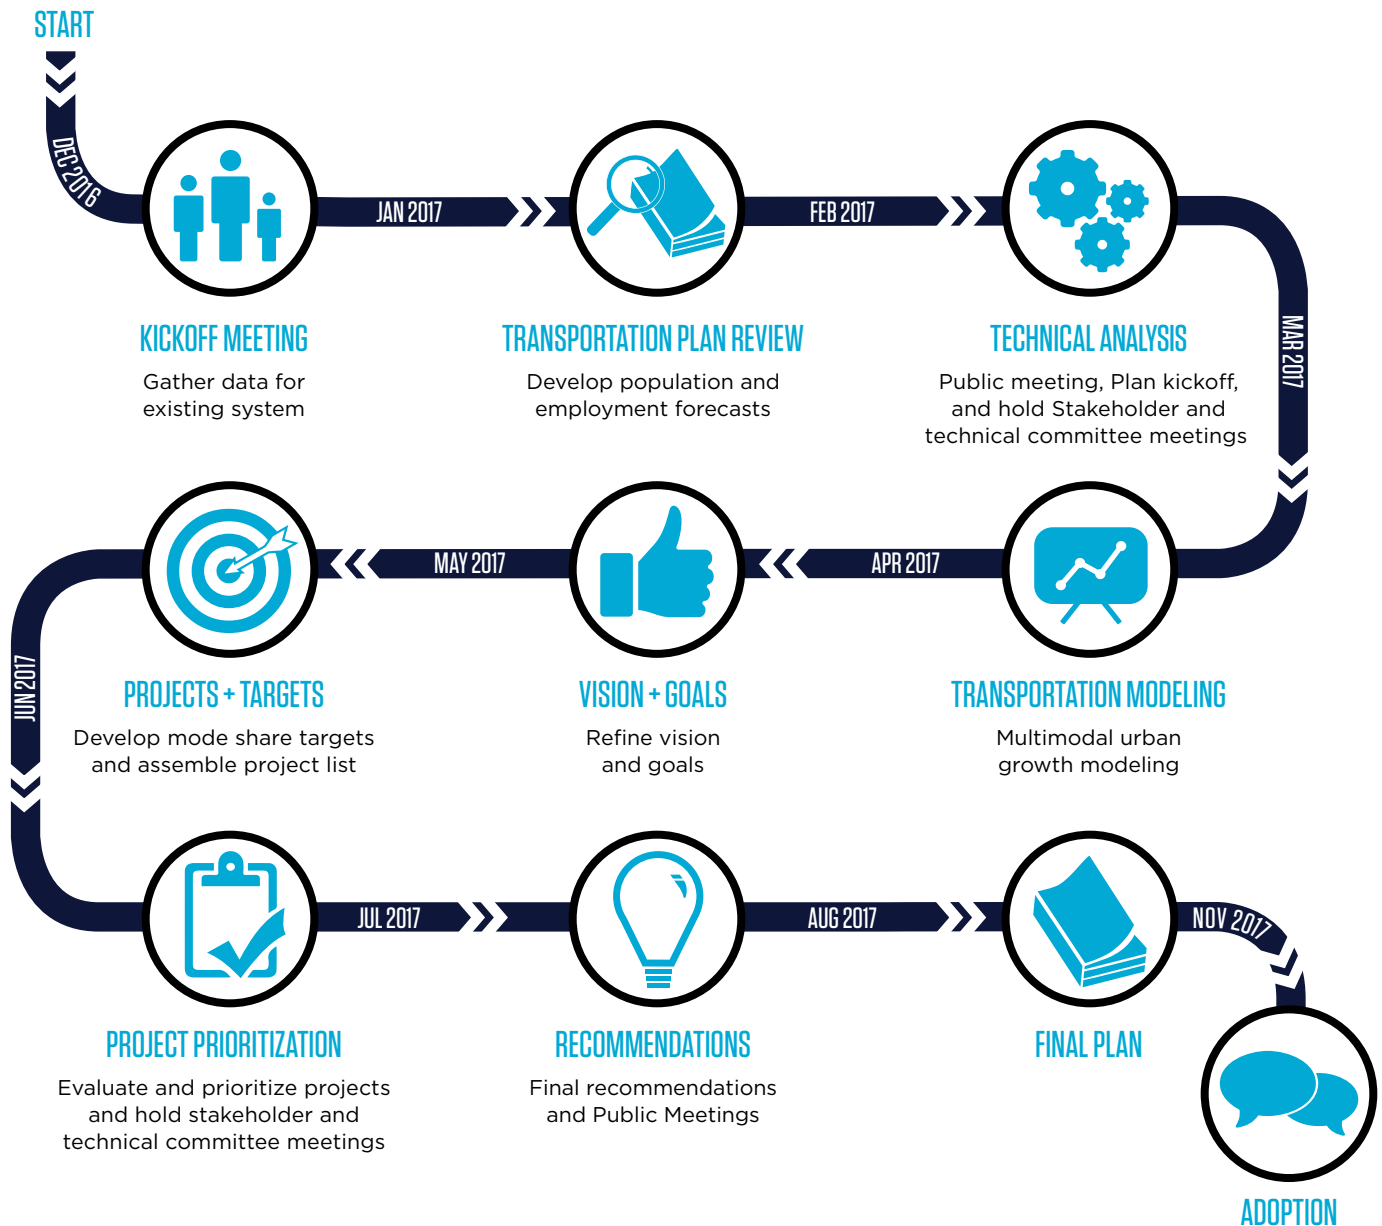 START
DEC 2016
JAN 2017
FEB 2017
KICKOFF MEETING
Gather data for
existing system
TRANSPORTATION PLAN REVIEW
Develop population and
employment forecasts
TECHNICAL ANALYSIS
Public meeting, Plan kickoff,
and hold Stakeholder and
technical committee meetings
MAR 2017
APR 2017
MAY 2017
TRANSPORTATION MODELING
Multimodal urban
growth modeling
VISION + GOALS
Refine vision
and goals
PROJECTS + TARGETS
Develop mode share targets
and assemble project list
JUN 2017
JUL 2017
AUG 2017
NOV 2017
PROJECT PRIORITIZATION
Evaluate and prioritize projects
and hold stakeholder and
technical committee meetings
RECOMMENDATIONS
Final recommendations
and Public Meetings
FINAL PLAN
ADOPTION